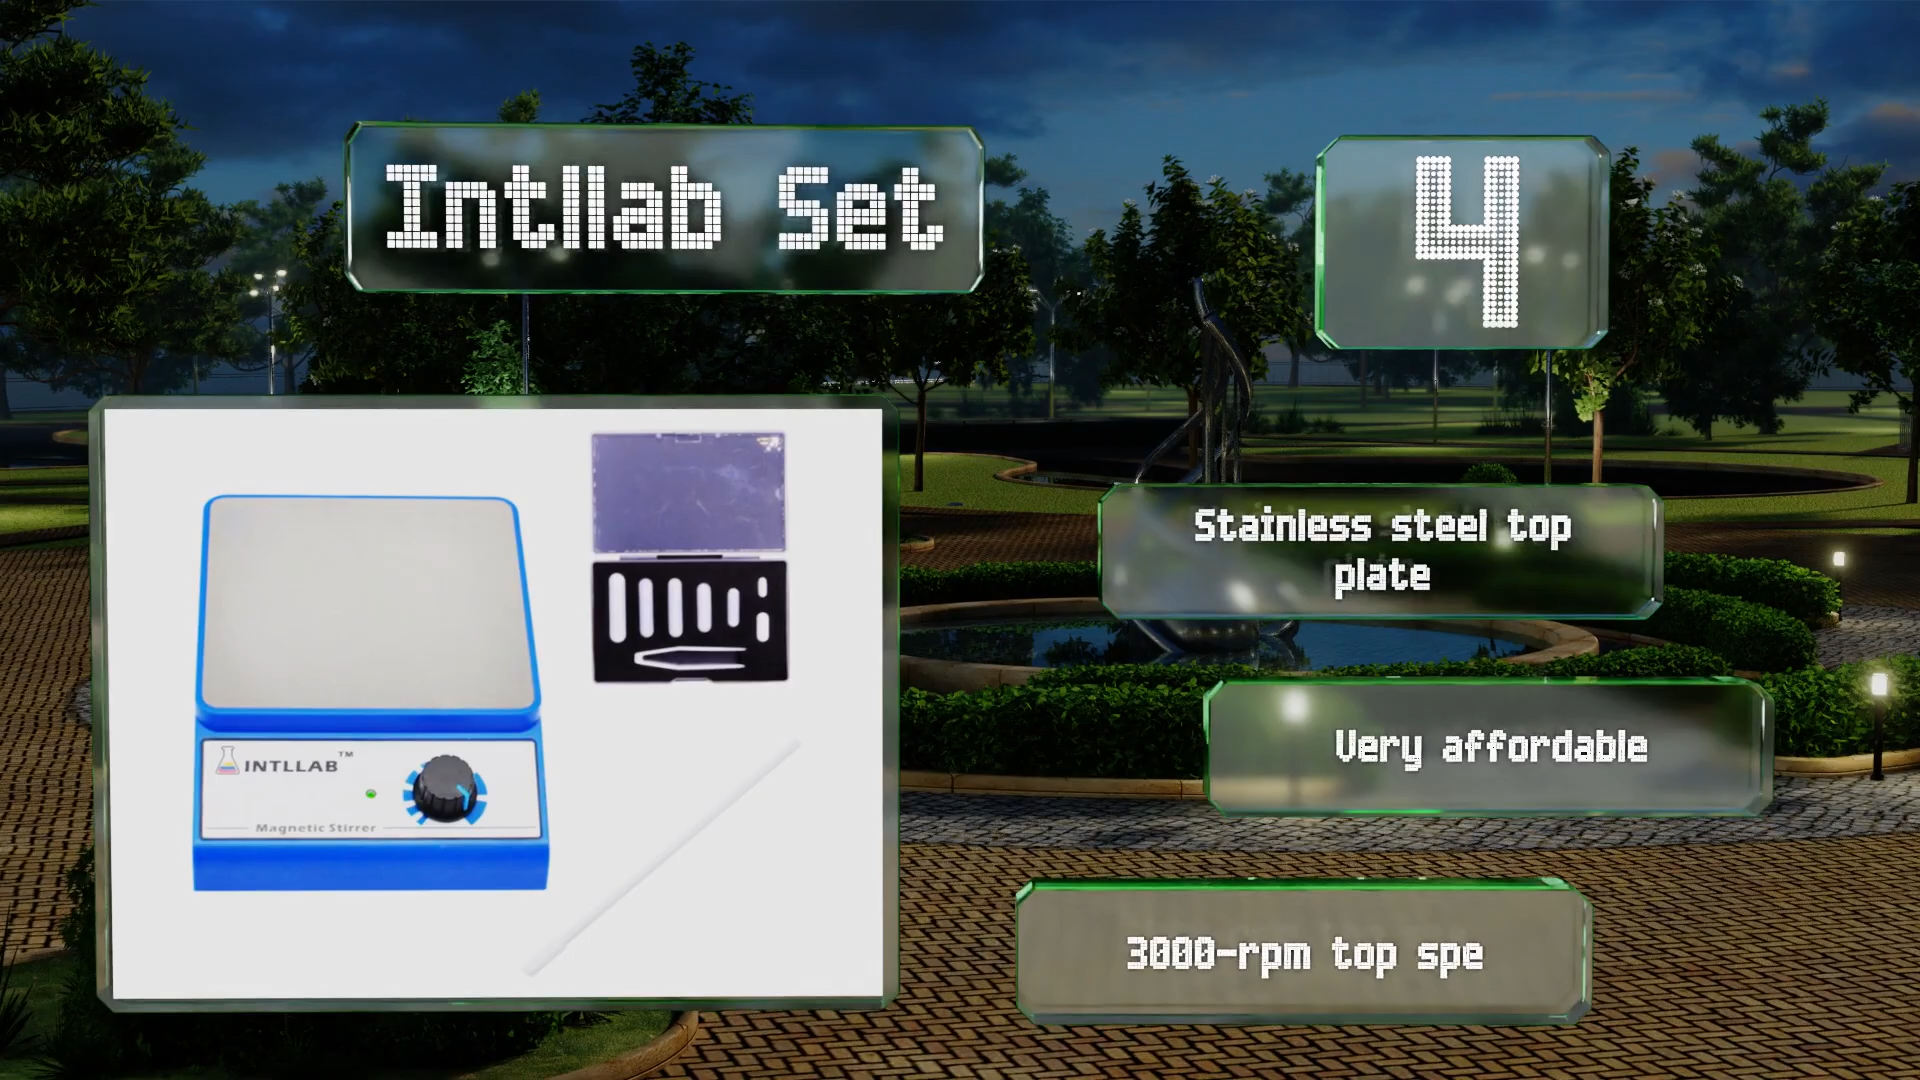 Intllab Set
4
Stainless steel top
plate
Very affordable
3000-rpm top spe
INTLLAB™
Magnetic Stirrer